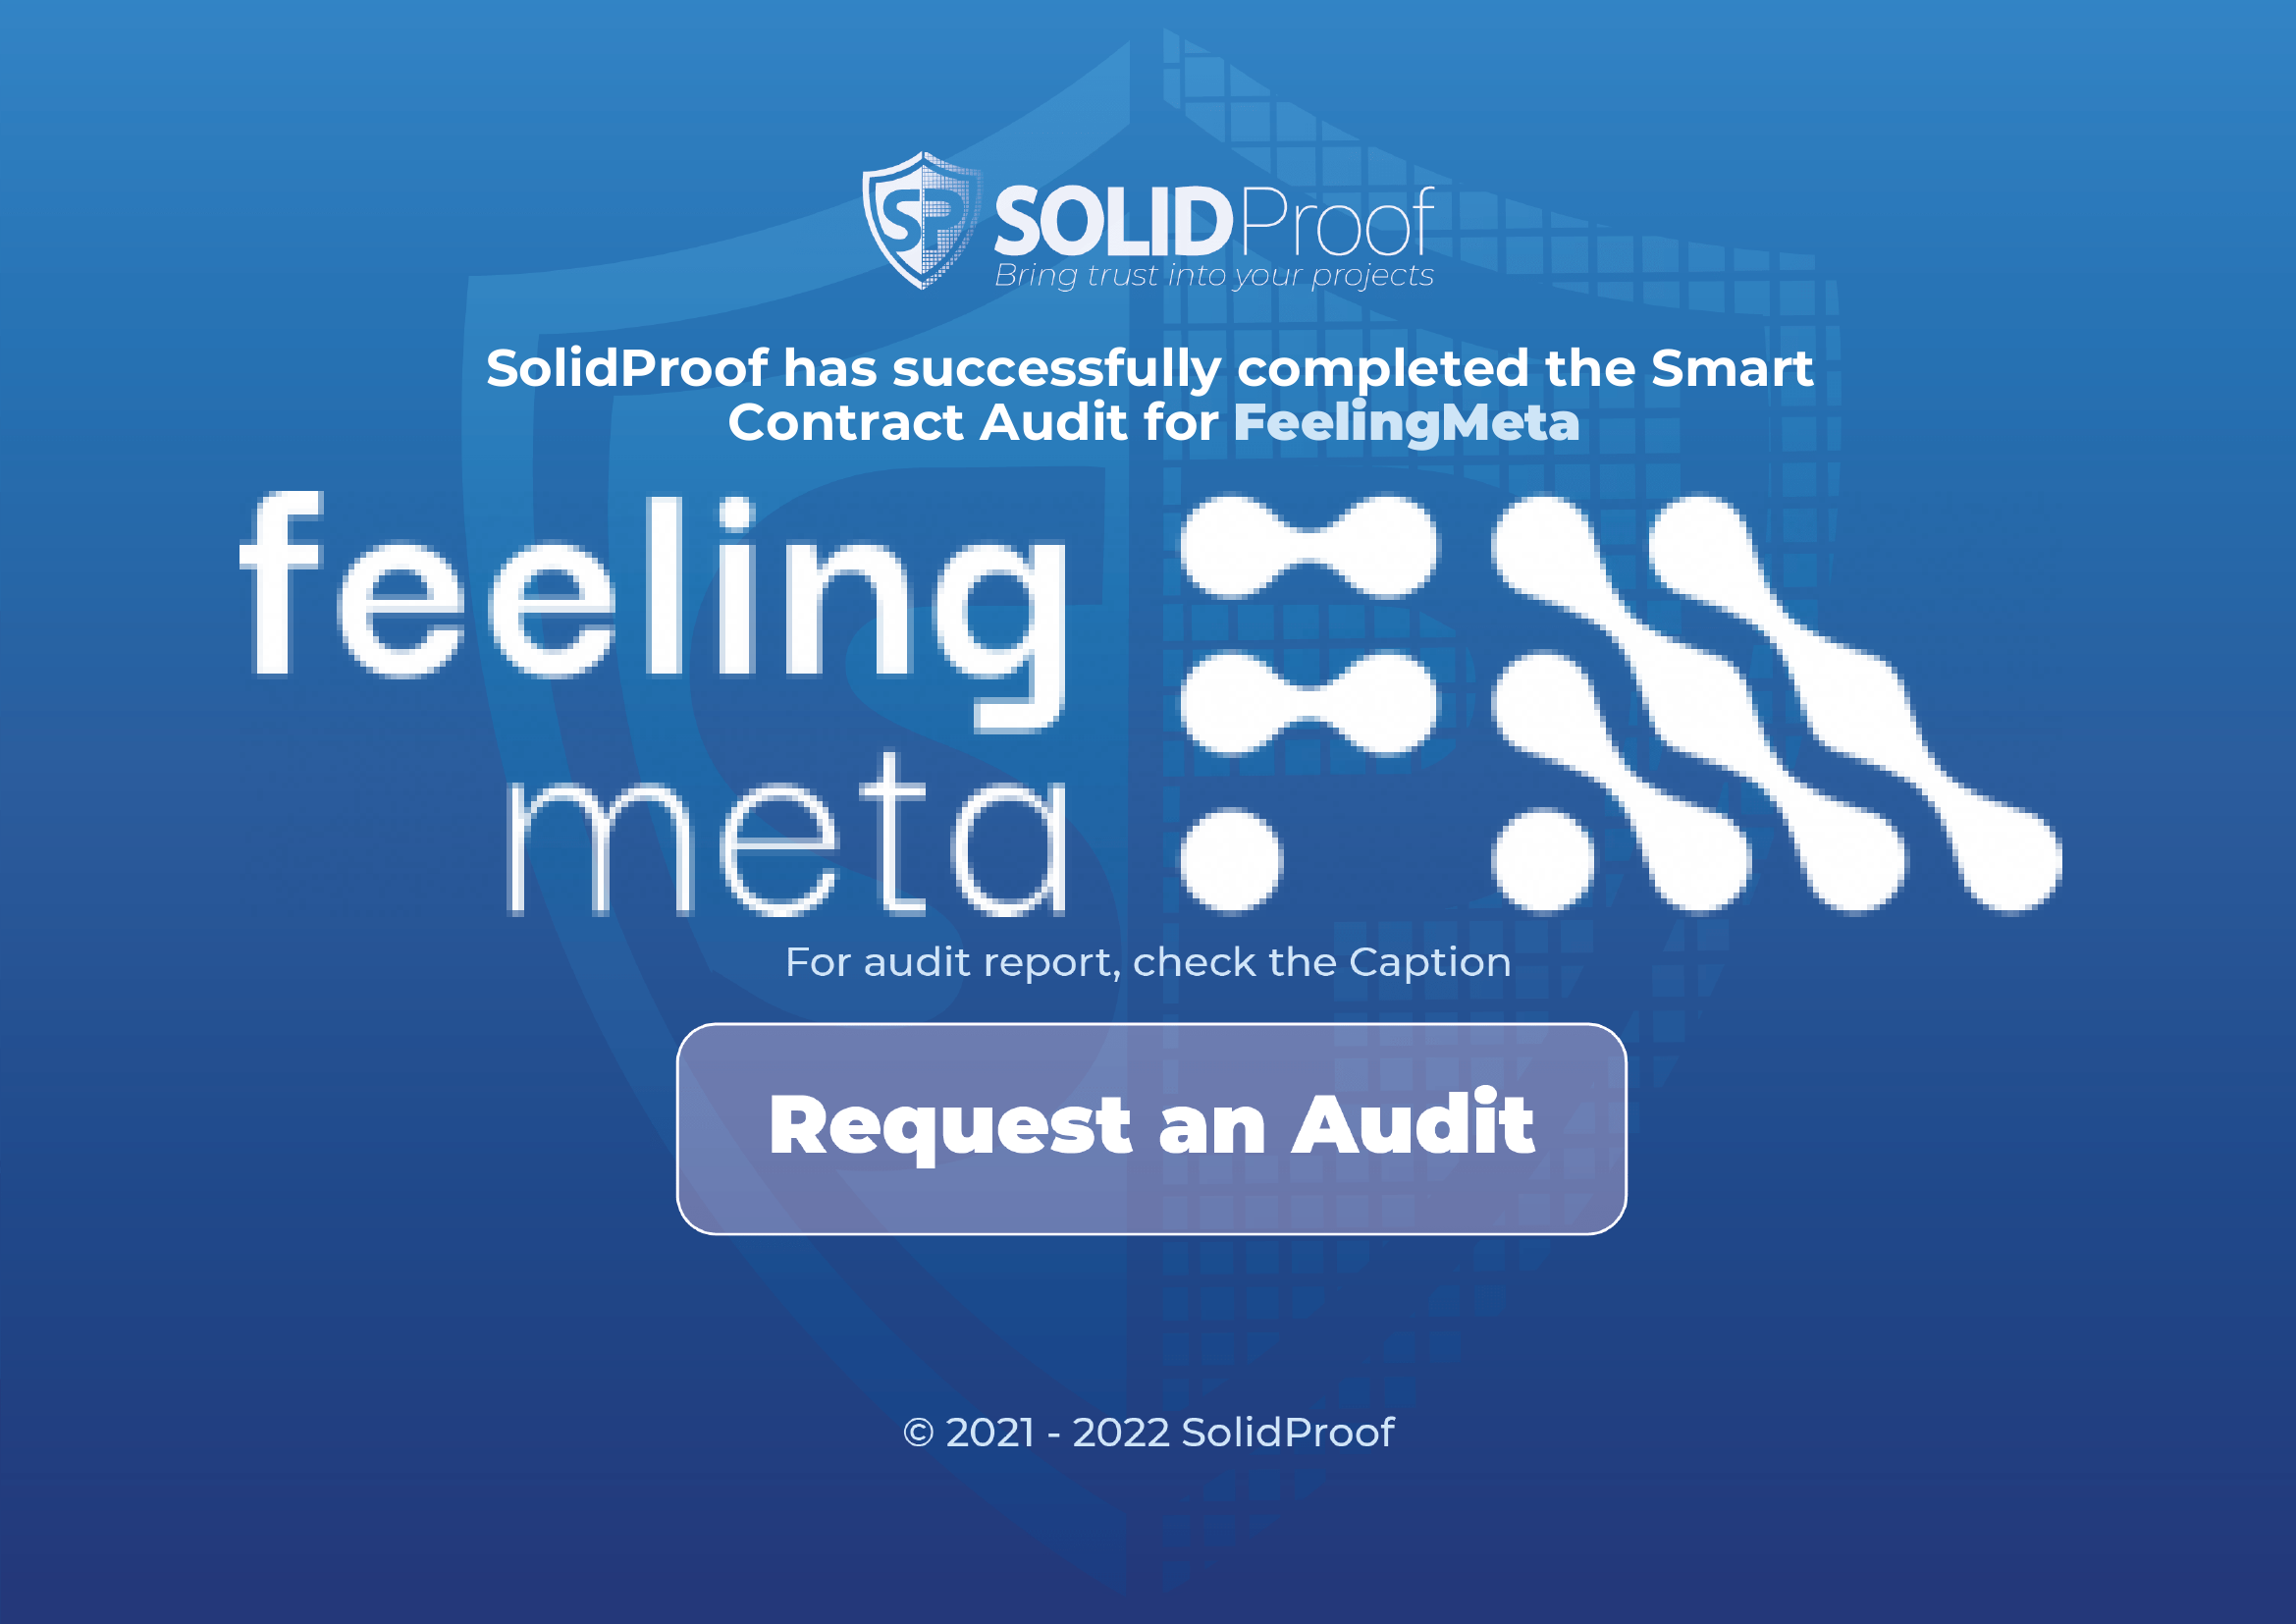 SP SOLIDProof
Bring trust into your projects
SolidProof has successfully completed the Smart
Contract Audit for FeelingMeta
feeling
meta
For audit report, check the Caption
Request an Audit
© 2021 - 2022 SolidProof